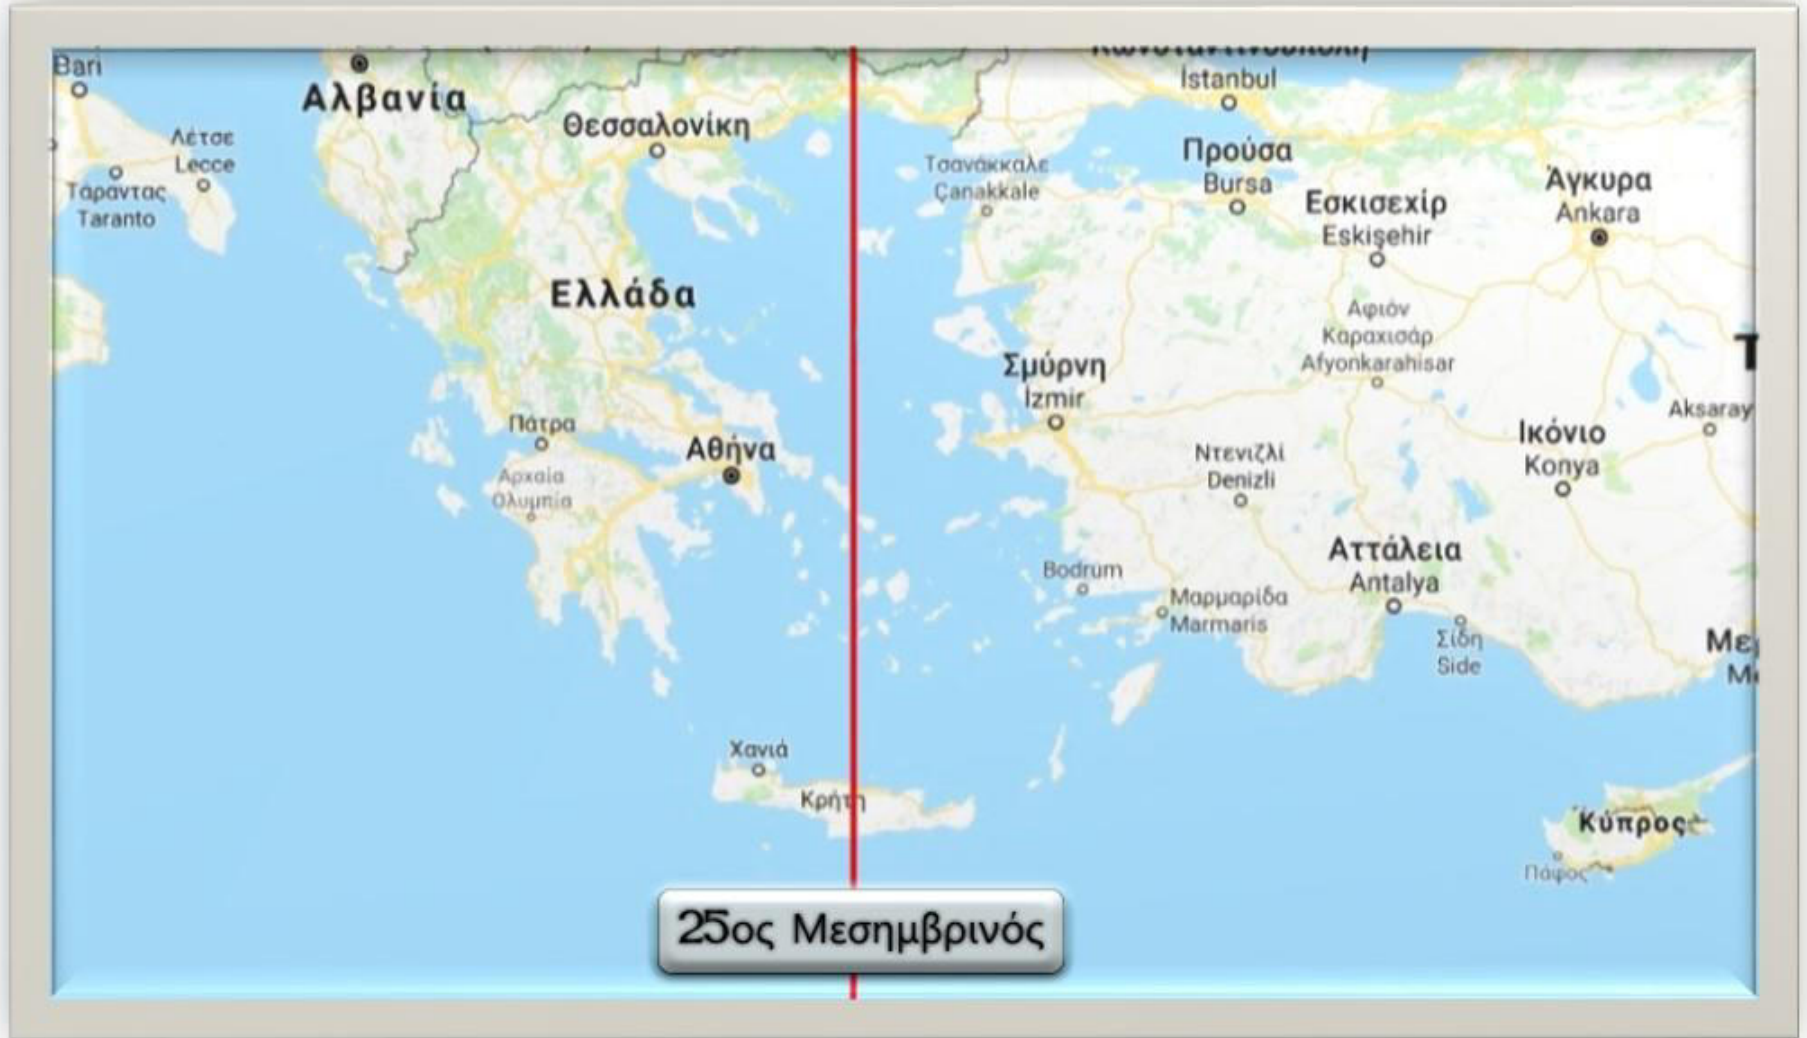 Bari
Αλβανία
Λέτσε
Lecce
Τάραντας
Taranto
Θεσσαλονίκη
Κωνσταντινούπολη
İstanbul
Τσανάκκαλε
Çanakkale
Προύσα
Bursa
Εσκισεχίρ
Eskişehir
Άγκυρα
Ankara
Ελλάδα
Αφιόν
Καραχισάρ
Afyonkarahisar
Σμύρνη
İzmir
Aksaray
Πάτρα
Αθήνα
Αρχαία
Ολυμπία
Ντενιζλί
Denizli
Ικόνιο
Konya
Αττάλεια
Antalya
Bodrum
Μαρμαρίδα
Marmaris
Σίδη
Side
Χανιά
Κρήτη
Κύπρος
Πάφος
25ος Μεσημβρινός